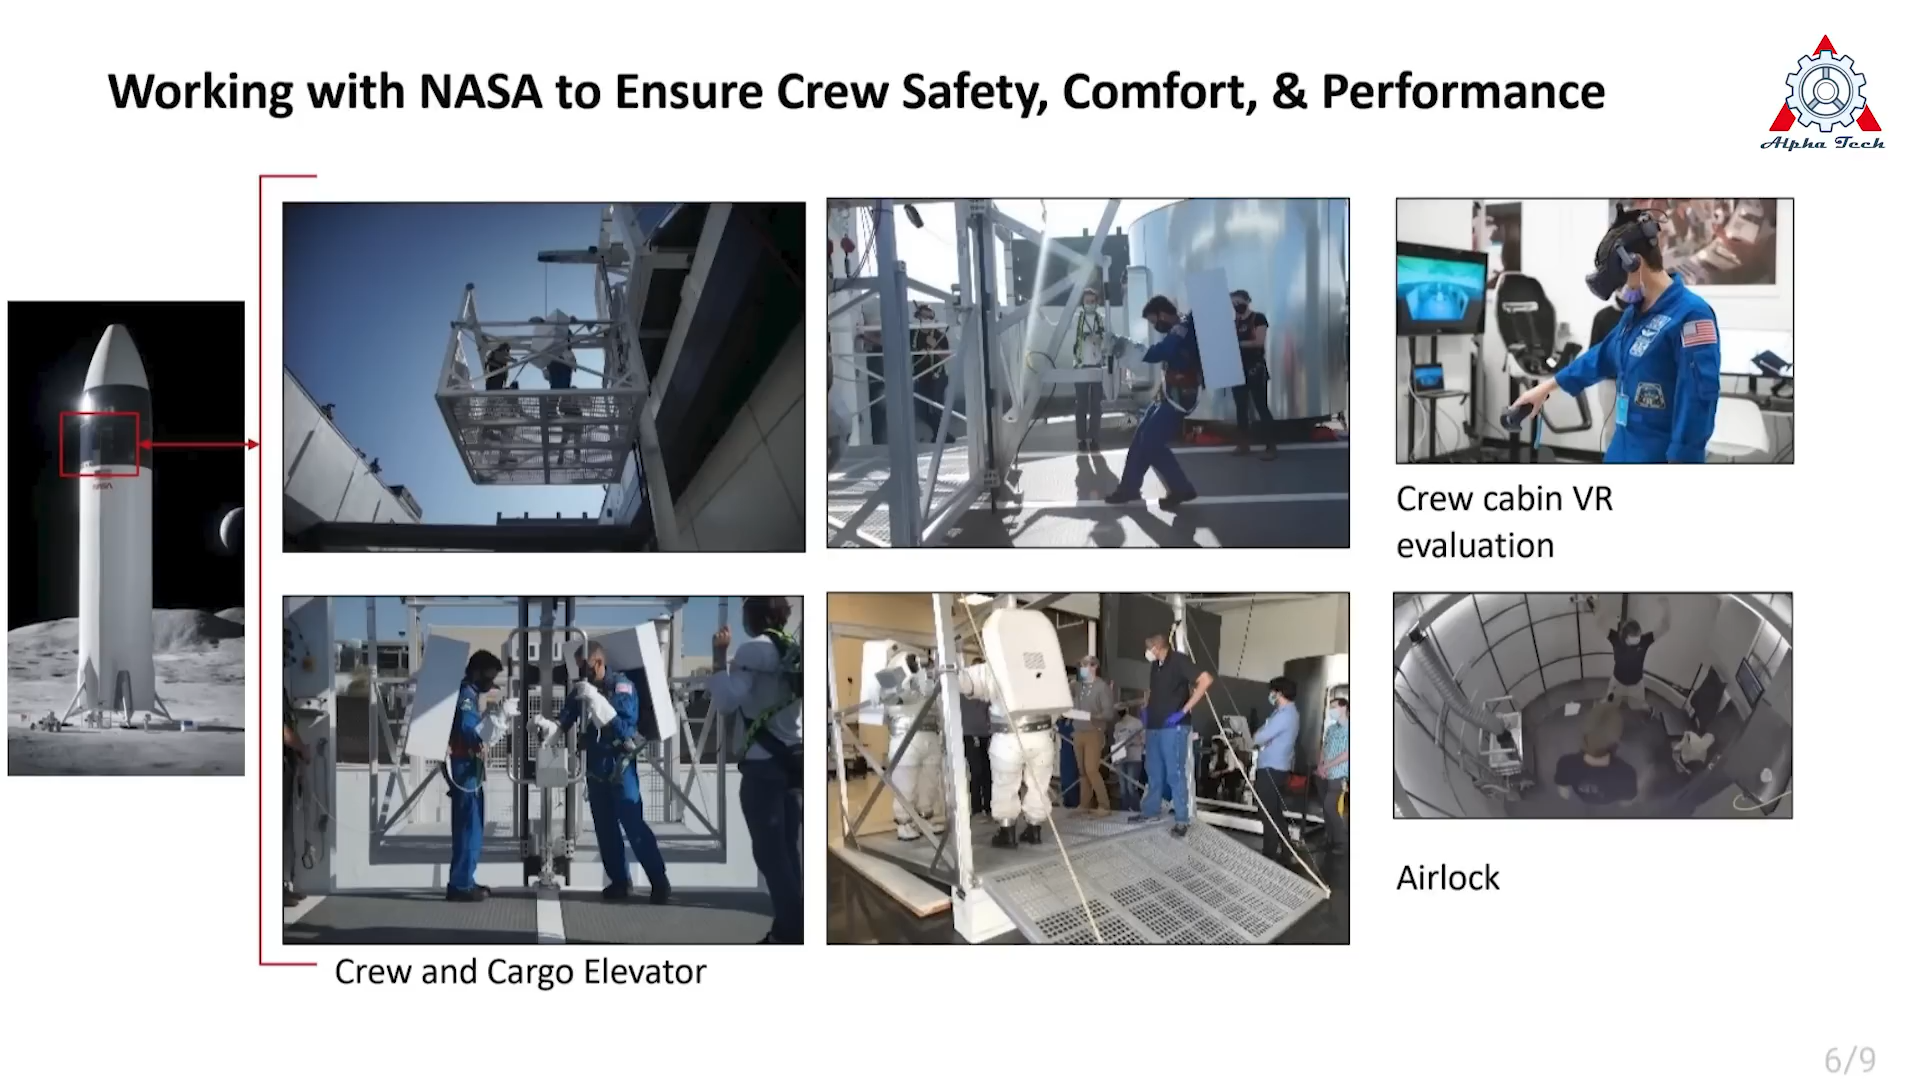 Working with NASA to Ensure Crew Safety, Comfort, & Performance
Alpha Tech
NASA
Crew cabin VR
evaluation
Airlock
Crew and Cargo Elevator
6/9